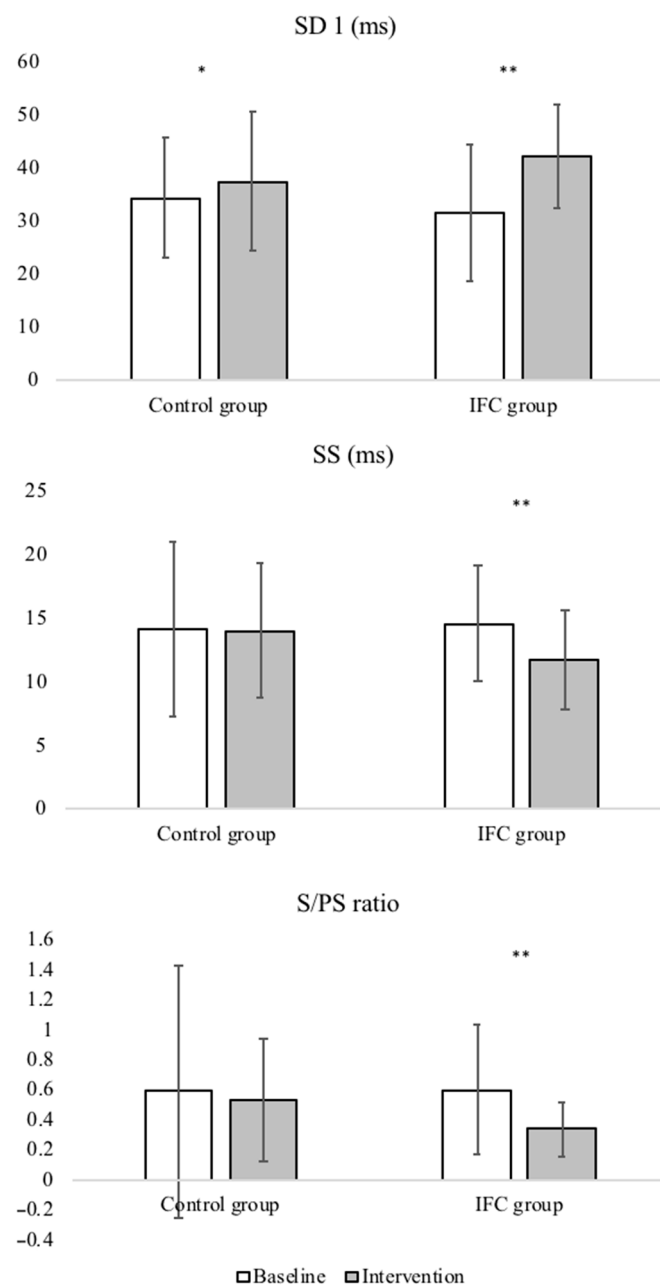 SD 1 (ms)
60
50
40
30
20
10
0
*
**
Control group
IFC group
SS (ms)
25
20
15
10
5
0
**
Control group
IFC group
S/PS ratio
1.6
1.4
1.2
1
0.8
0.6
0.4
0.2
0
−0.2
−0.4
**
Control group
IFC group
Baseline Intervention